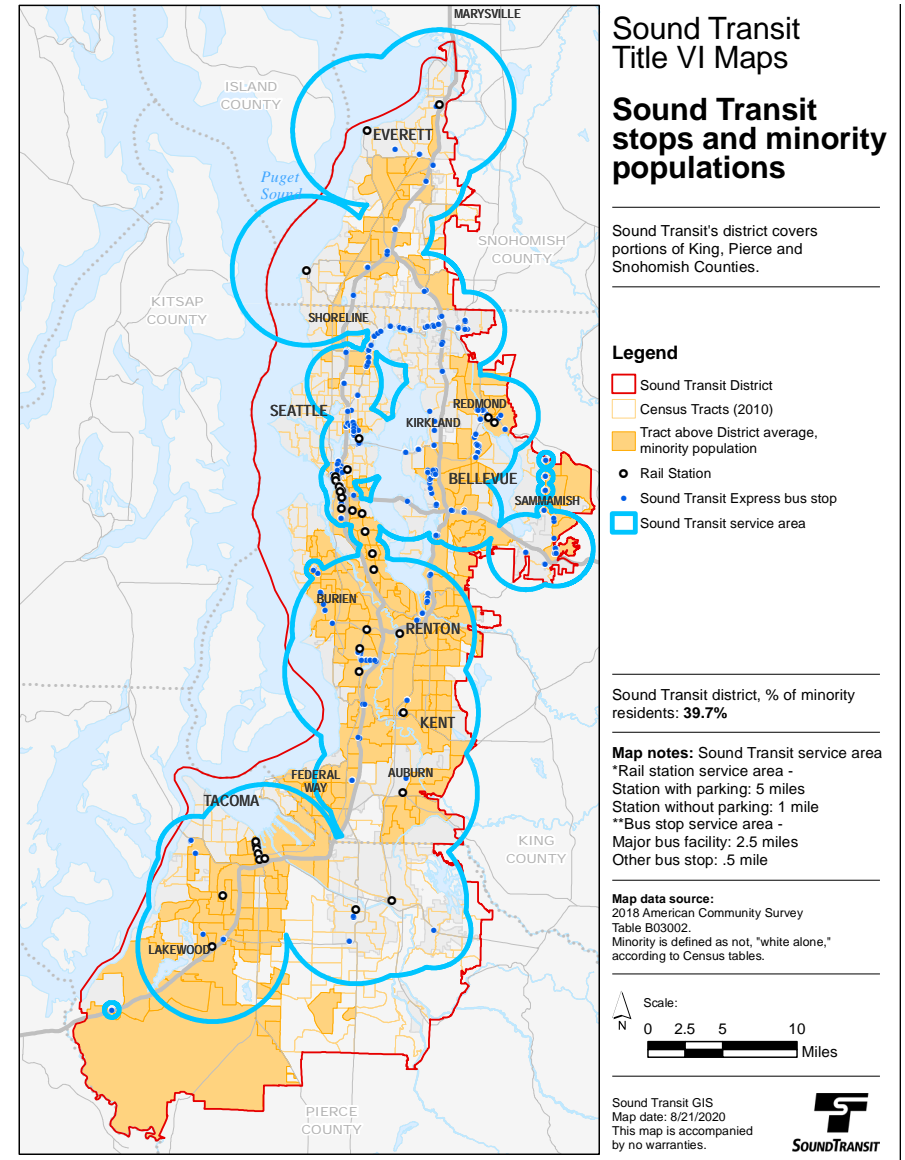 MARYSVILLE
ISLAND
COUNTY
EVERETT
Puget
Sound
SNOHOMISH
COUNTY
KITSAP
COUNTY
SHORELINE
SEATTLE
REDMOND
KIRKLAND
BELLEVUE
SAMMAMISH
BURIEN
RENTON
KENT
FEDERAL
WAY
AUBURN
TACOMA
KING
COUNTY
LAKEWOOD
PIERCE
COUNTY
Sound Transit
Title VI Maps
Sound Transit
stops and minority
populations
Sound Transit's district covers
portions of King, Pierce and
Snohomish Counties.
Legend
Sound Transit District
Census Tracts (2010)
Tract above District average,
minority population
Rail Station
Sound Transit Express bus stop
Sound Transit service area
Sound Transit district, % of minority
residents: 39.7%
Map notes: Sound Transit service area
*Rail station service area -
Station with parking: 5 miles
Station without parking: 1 mile
**Bus stop service area -
Major bus facility: 2.5 miles
Other bus stop: .5 mile
Map data source:
2018 American Community Survey
Table B03002.
Minority is defined as not, "white alone,"
according to Census tables.
N
Scale:
0 2.5 5 10
Miles
Sound Transit GIS
Map date: 8/21/2020
This map is accompanied
by no warranties.
SOUNDTRANSIT